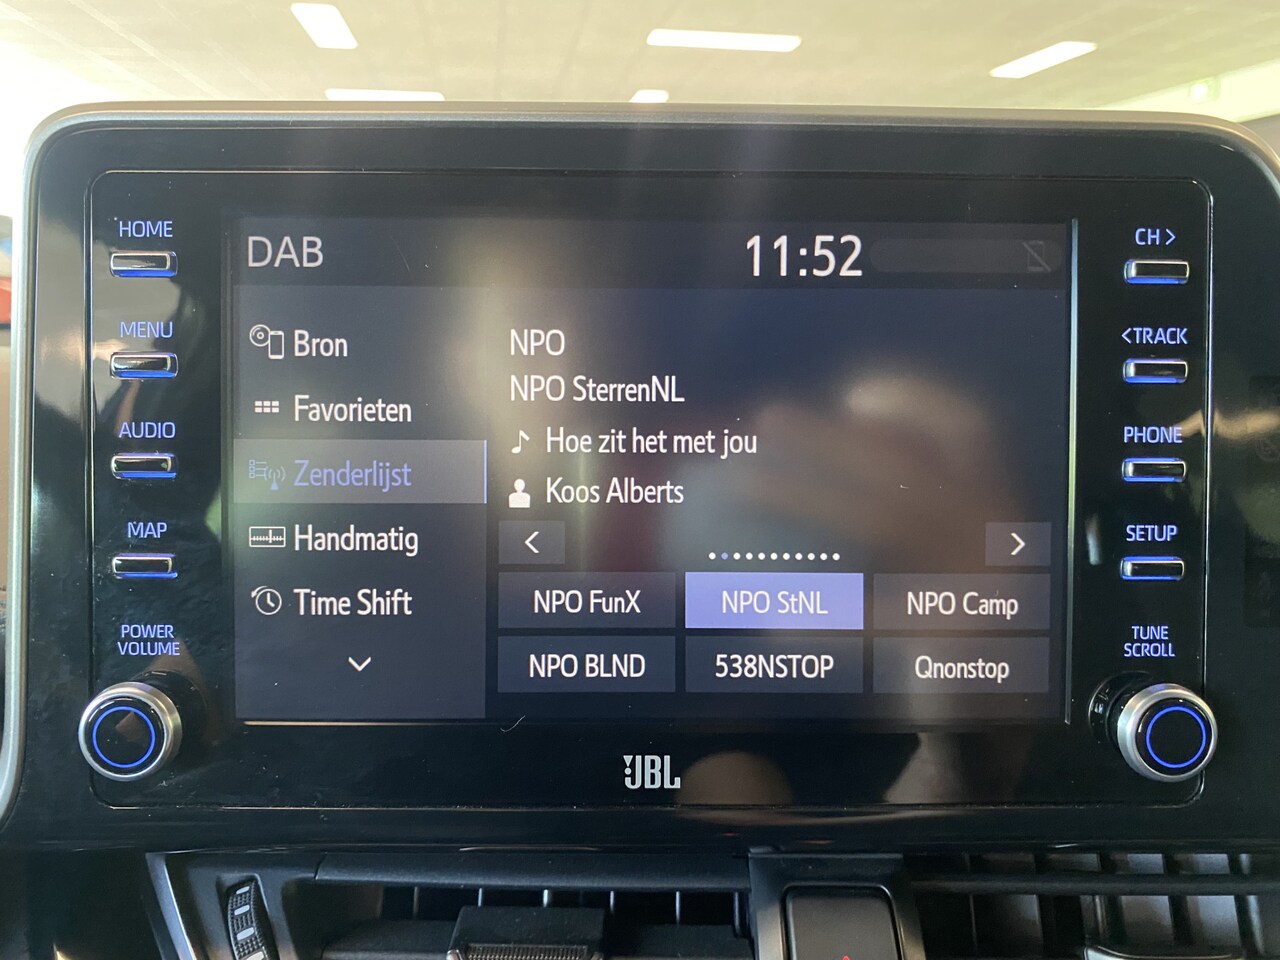 HOME
MENU
AUDIO
MAP
POWER
VOLUME
DAB
11:52
Bron
Favorieten
Zenderlijst
Handmatig
Time Shift
NPO
NPO SterrenNL
Hoe zit het met jou
Koos Alberts
<
>
NPO FunX
NPO StNL
NPO Camp
NPO BLND
538NSTOP
Qnonstop
CH >
<TRACK
PHONE
SETUP
TUNE
SCROLL
JBL